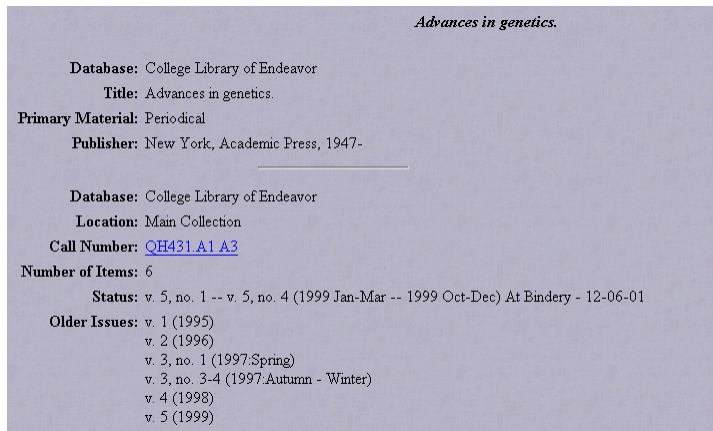 Advances in genetics.
Database: College Library of Endeavor
Title: Advances in genetics.
Primary Material: Periodical
Publisher: New York, Academic Press, 1947-
Database: College Library of Endeavor
Location: Main Collection
Call Number: QH431.A1 A3
Number of Items: 6
Status: v. 5, no. 1 -- v. 5, no. 4 (1999 Jan-Mar -- 1999 Oct-Dec) At Bindery - 12-06-01
Older Issues: v. 1 (1995)
v. 2 (1996)
v. 3, no. 1 (1997:Spring)
v. 3, no. 3-4 (1997:Autumn - Winter)
v. 4 (1998)
v. 5 (1999)